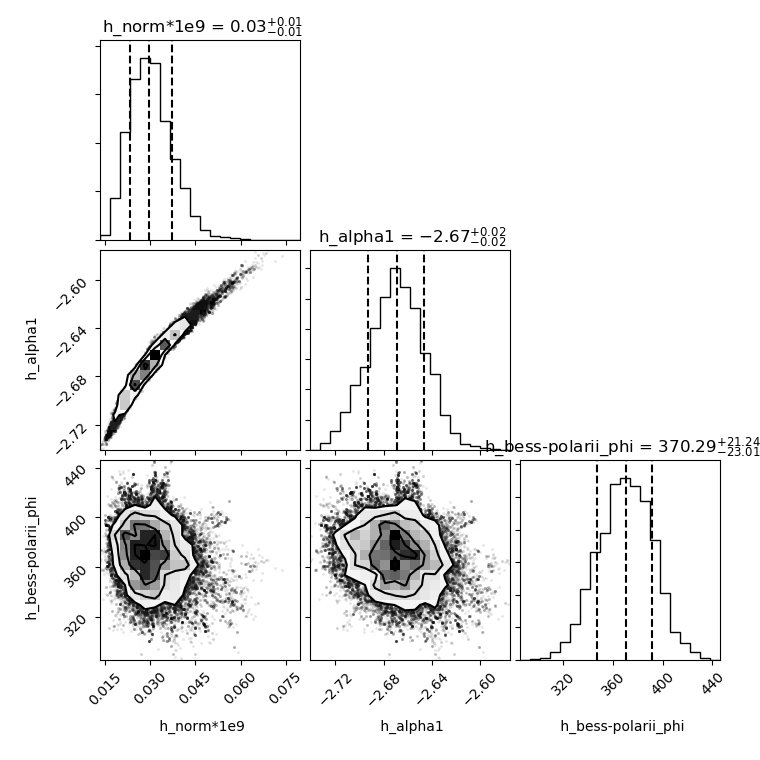 h_norm*1e9 = 0.03+0.01−0.01
h_alpha1 = −2.67+0.02−0.02
h_bess-polarii_phi = 370.29+21.24−23.01
h_alpha1
−2.60
−2.64
−2.68
−2.72
h_bess-polarii_phi
440
400
360
320
0.015 0.030 0.045 0.060 0.075
−2.72 −2.68 −2.64 −2.60
320 360 400 440
h_norm*1e9
h_alpha1
h_bess-polarii_phi